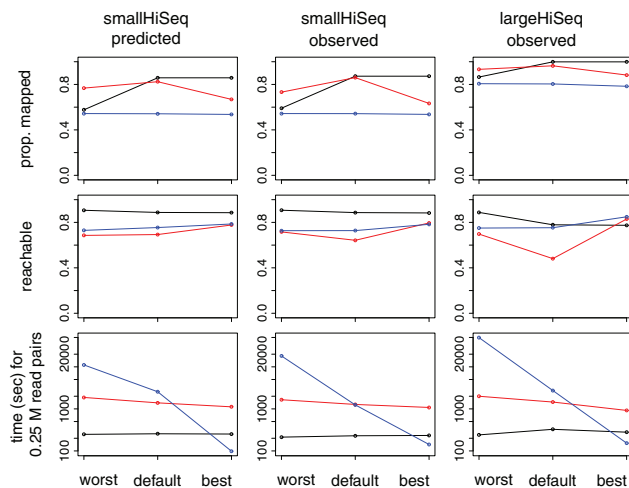 smallHiSeq predicted
smallHiSeq observed
largeHiSeq observed
prop. mapped
0.0 0.4 0.8
0.0 0.4 0.8
0.0 0.4 0.8
reachable
0.0 0.4 0.8
0.0 0.4 0.8
0.0 0.4 0.8
time (sec) for
0.25 M read pairs
100 1000 20000
100 1000 20000
100 1000 20000
worst default best
worst default best
worst default best